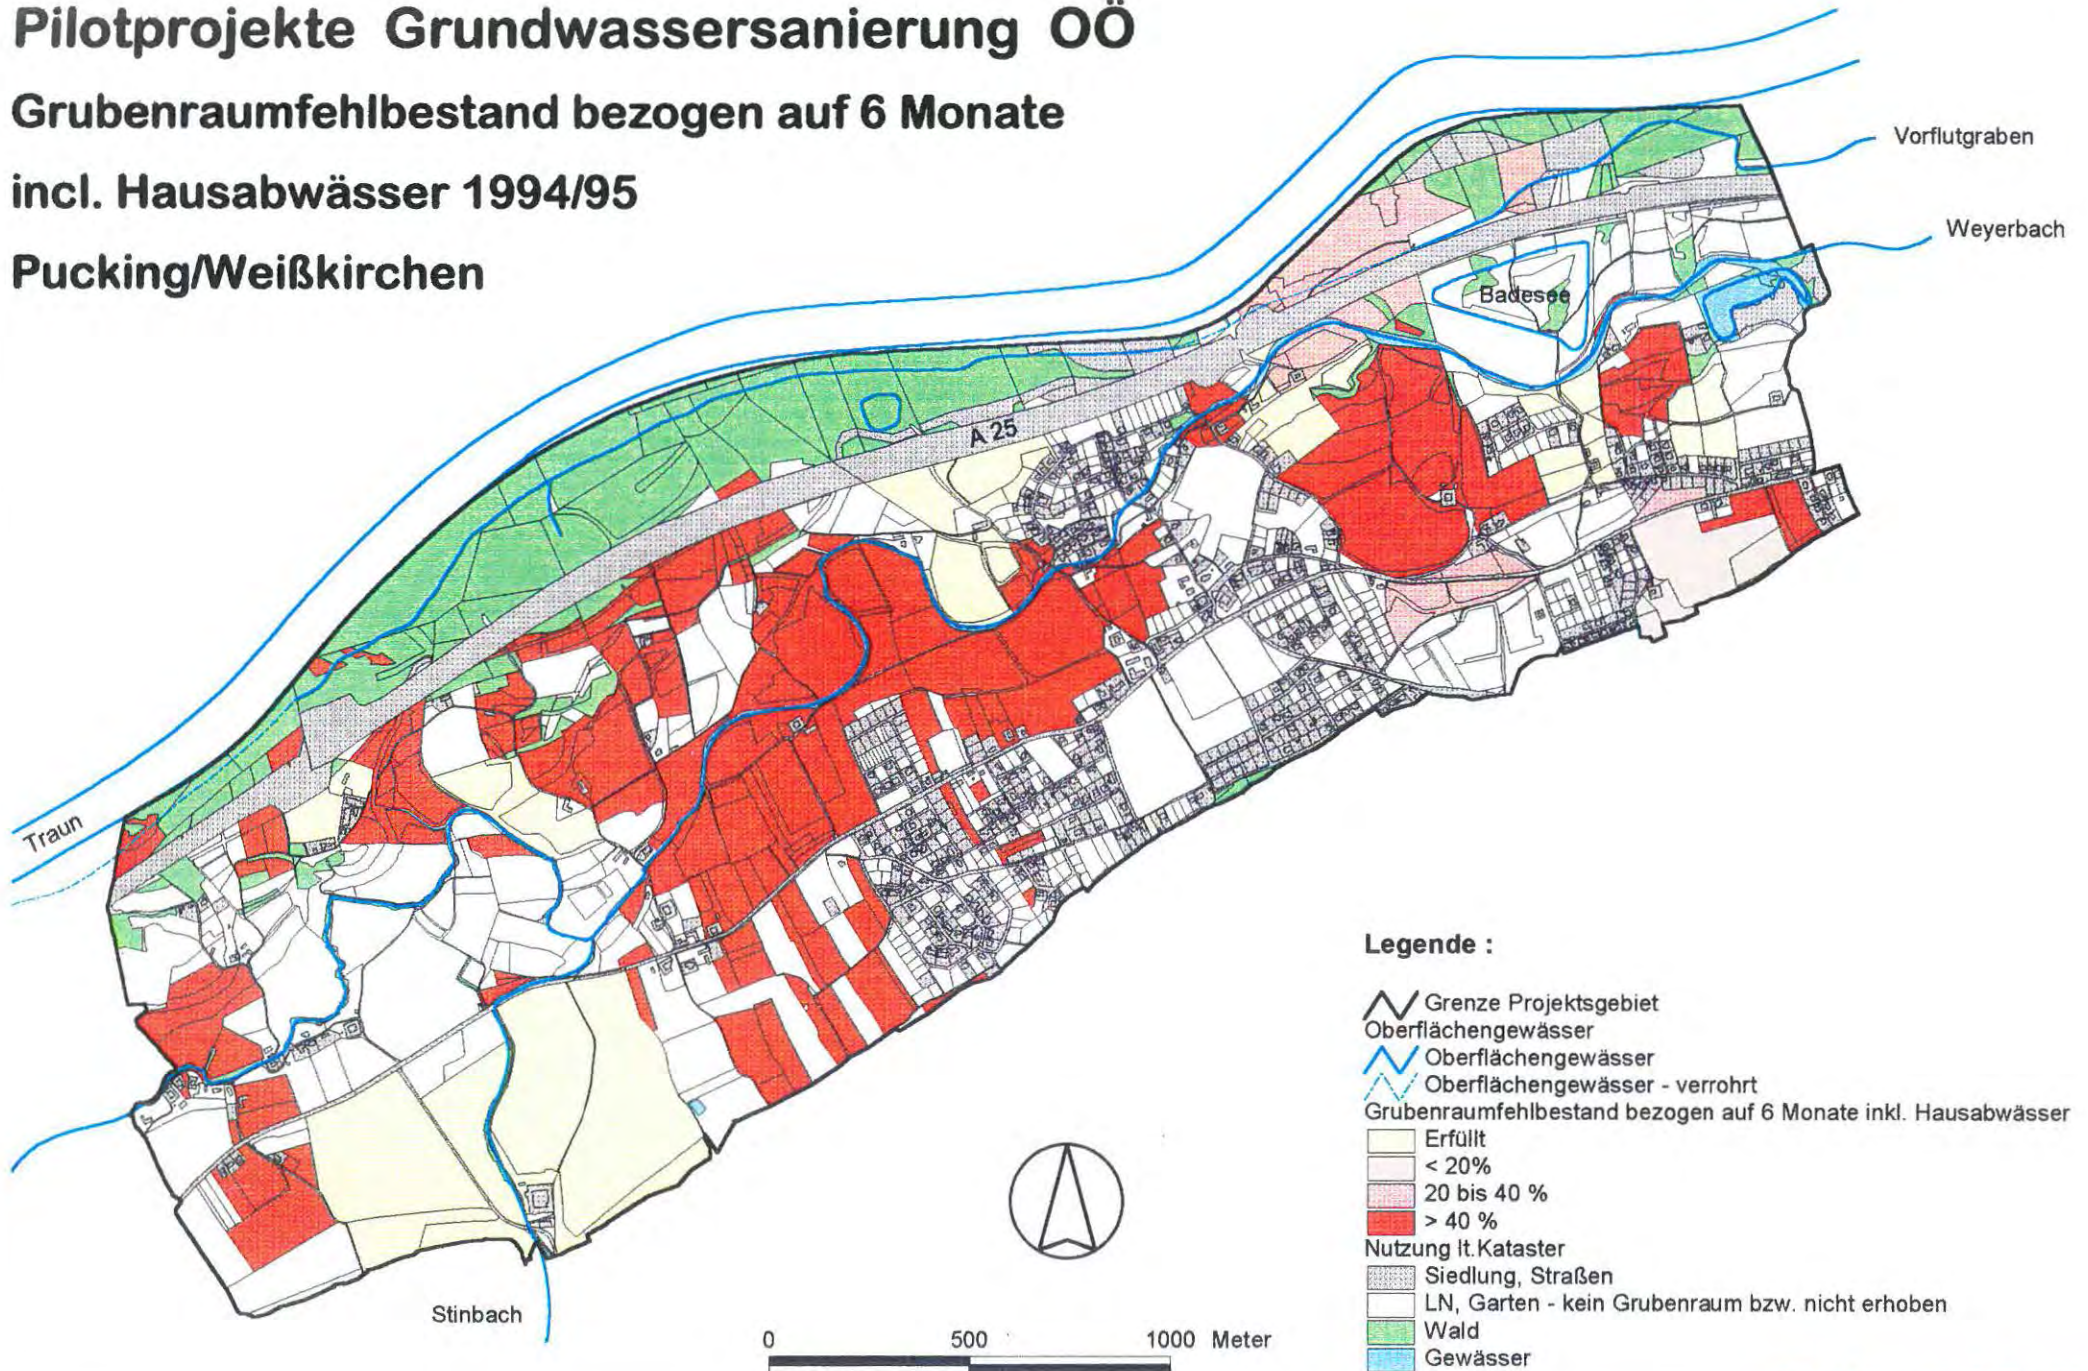 Pilotprojekte Grundwassersanierung OÖ
Grubenraumfehlbestand bezogen auf 6 Monate
incl. Hausabwässer 1994/95
Pucking/Weißkirchen
Vorflutgraben
Weyerbach
Badesee
A 25
Traun
Stinbach
0 500 1000 Meter
Legende :
Grenze Projektsgebiet
Oberflächengewässer
Oberflächengewässer
Oberflächengewässer - verrohrt
Grubenraumfehlbestand bezogen auf 6 Monate inkl. Hausabwässer
Erfüllt
< 20%
20 bis 40 %
> 40 %
Nutzung lt.Kataster
Siedlung, Straßen
LN, Garten - kein Grubenraum bzw. nicht erhoben
Wald
Gewässer